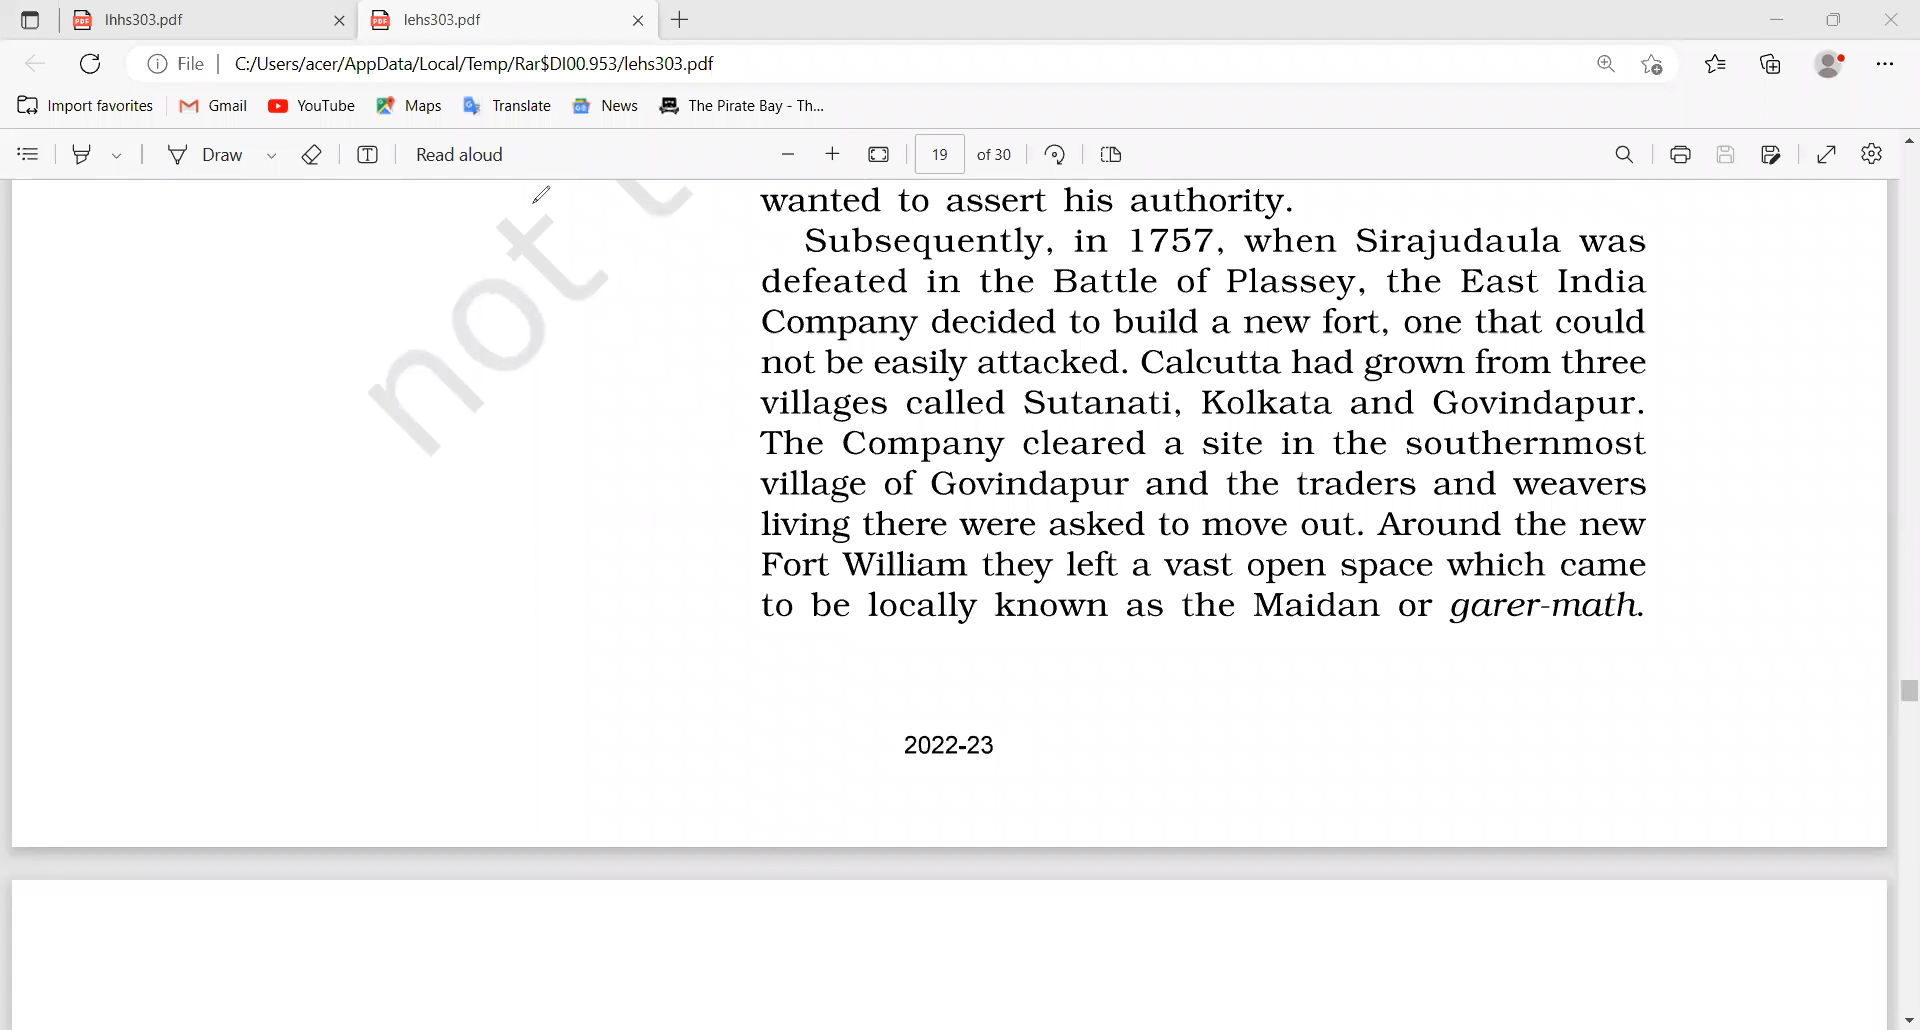 lhhs303.pdf
lehs303.pdf
File
C:/Users/acer/AppData/Local/Temp/Rar$DI00.953/lehs303.pdf
Import favorites
Gmail
YouTube
Maps
Translate
News
The Pirate Bay - Th...
Draw
Read aloud
19
of 30
not
wanted to assert his authority.
Subsequently, in 1757, when Sirajudaula was
defeated in the Battle of Plassey, the East India
Company decided to build a new fort, one that could
not be easily attacked. Calcutta had grown from three
villages called Sutanati, Kolkata and Govindapur.
The Company cleared a site in the southernmost
village of Govindapur and the traders and weavers
living there were asked to move out. Around the new
Fort William they left a vast open space which came
to be locally known as the Maidan or garer-math.
2022-23